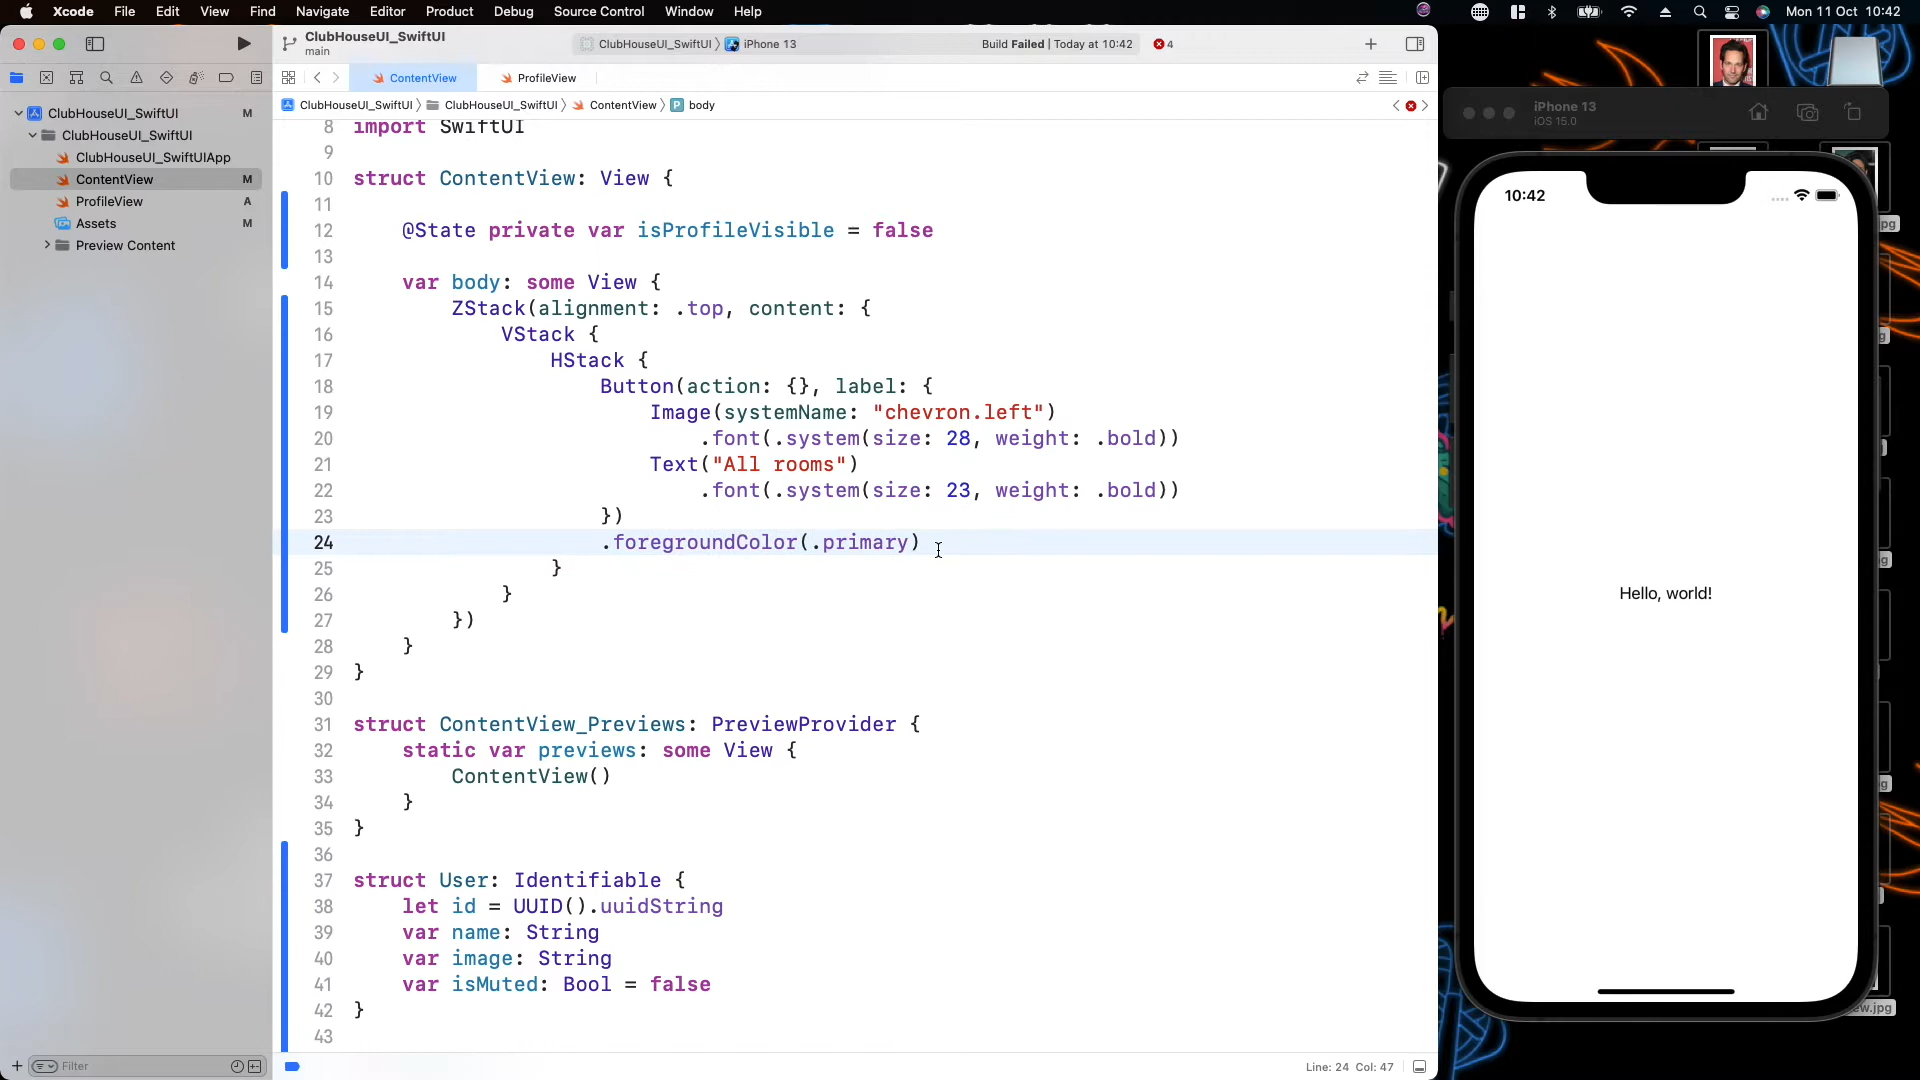 Xcode File Edit View Find Navigate Editor Product Debug Source Control Window Help Mon 11 Oct 10:42
ClubHouseUI_SwiftUI
main
ClubHouseUI_SwiftUI iPhone 13 Build Failed | Today at 10:42 4
ContentView ProfileView
ClubHouseUI_SwiftUI ClubHouseUI_SwiftUI ContentView P body
ClubHouseUI_SwiftUI M
ClubHouseUI_SwiftUI
ClubHouseUI_SwiftUIApp
ContentView M
ProfileView A
Assets M
Preview Content
8 import SwiftUI
9
10 struct ContentView: View {
11
12 @State private var isProfileVisible = false
13
14 var body: some View {
15 ZStack(alignment: .top, content: {
16 VStack {
17 HStack {
18 Button(action: {}, label: {
19 Image(systemName: "chevron.left")
20 .font(.system(size: 28, weight: .bold))
21 Text("All rooms")
22 .font(.system(size: 23, weight: .bold))
23 })
24 .foregroundColor(.primary)
25 }
26 }
27 })
28 }
29 }
30
31 struct ContentView_Previews: PreviewProvider {
32 static var previews: some View {
33 ContentView()
34 }
35 }
36
37 struct User: Identifiable {
38 let id = UUID().uuidString
39 var name: String
40 var image: String
41 var isMuted: Bool = false
42 }
43
Filter
Line: 24 Col: 47
iPhone 13
iOS 15.0
10:42
Hello, world!